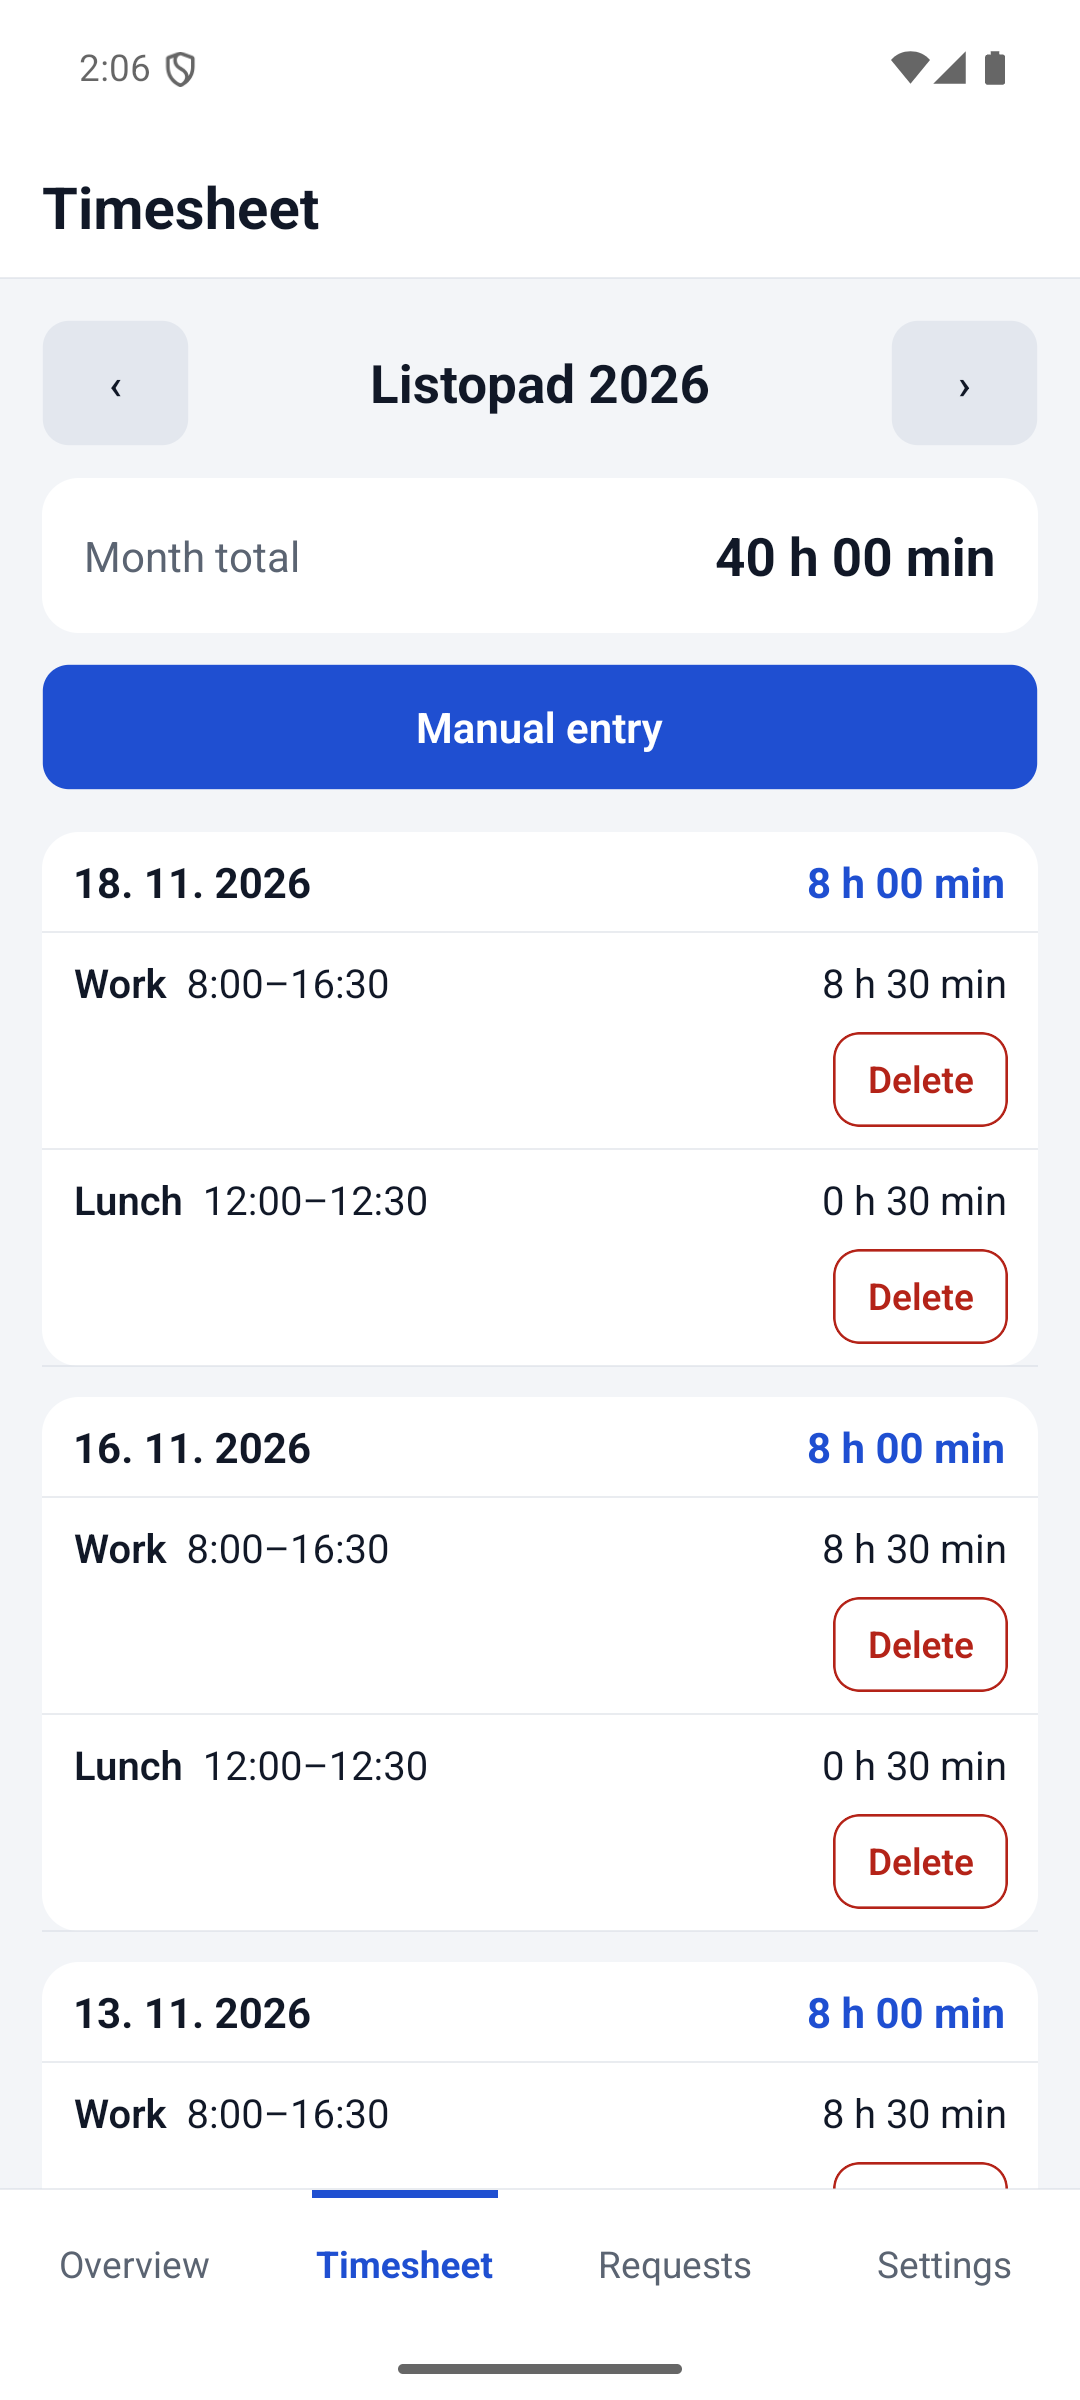 2:06
Timesheet
‹ Listopad 2026 ›
Month total 40 h 00 min
Manual entry
18. 11. 2026 8 h 00 min
Work 8:00–16:30 8 h 30 min
Delete
Lunch 12:00–12:30 0 h 30 min
Delete
16. 11. 2026 8 h 00 min
Work 8:00–16:30 8 h 30 min
Delete
Lunch 12:00–12:30 0 h 30 min
Delete
13. 11. 2026 8 h 00 min
Work 8:00–16:30 8 h 30 min
Overview Timesheet Requests Settings